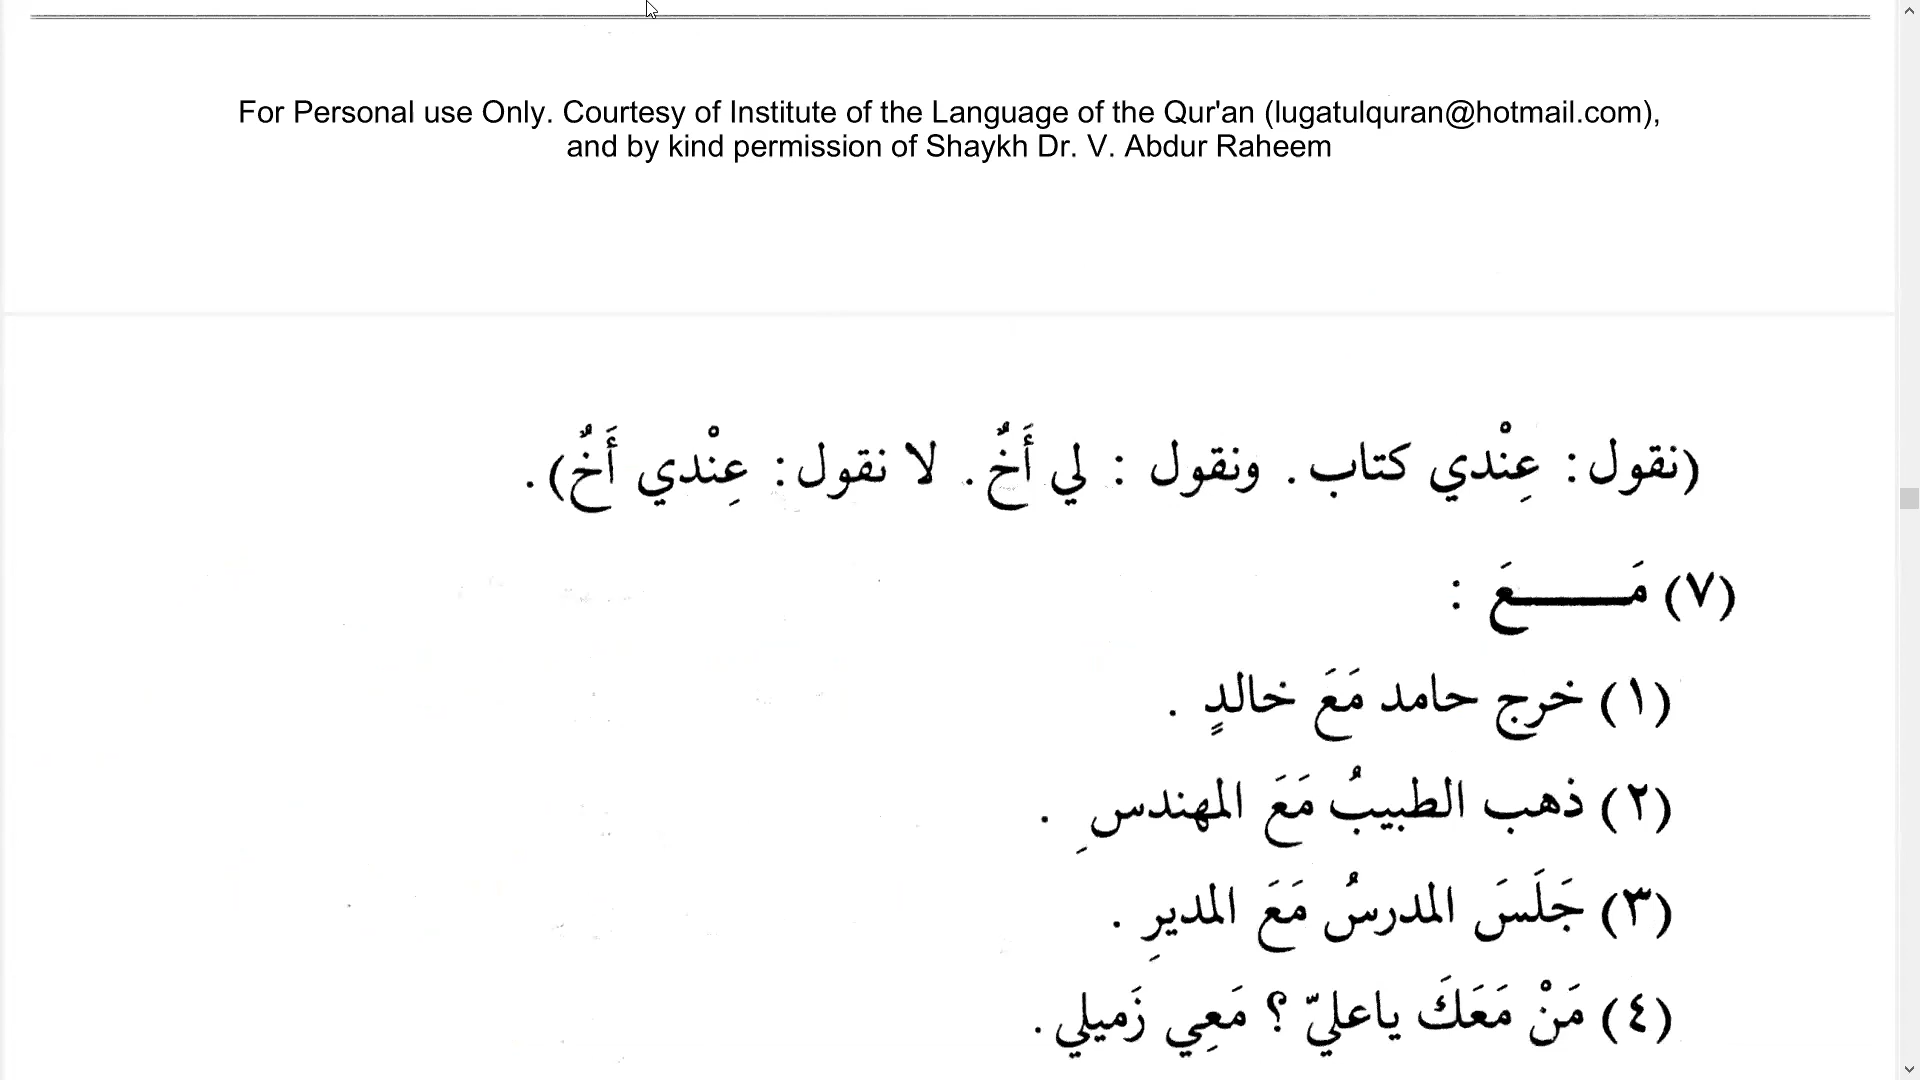 For Personal use Only. Courtesy of Institute of the Language of the Qur'an (lugatulquran@hotmail.com),
and by kind permission of Shaykh Dr. V. Abdur Raheem
(نقول: عِنْدي كتاب. ونقول : لي أَخٌ. لا نقول: عِنْدي أَخٌ).
(٧) مَـــــعَ :
(١) خرج حامد مَعَ خالدٍ .
(٢) ذهب الطبيبُ مَعَ المهندسِ .
(٣) جَلَسَ المدرسُ مَعَ المديرِ .
(٤) مَنْ مَعَكَ ياعليّ ؟ مَعِي زَميلي.